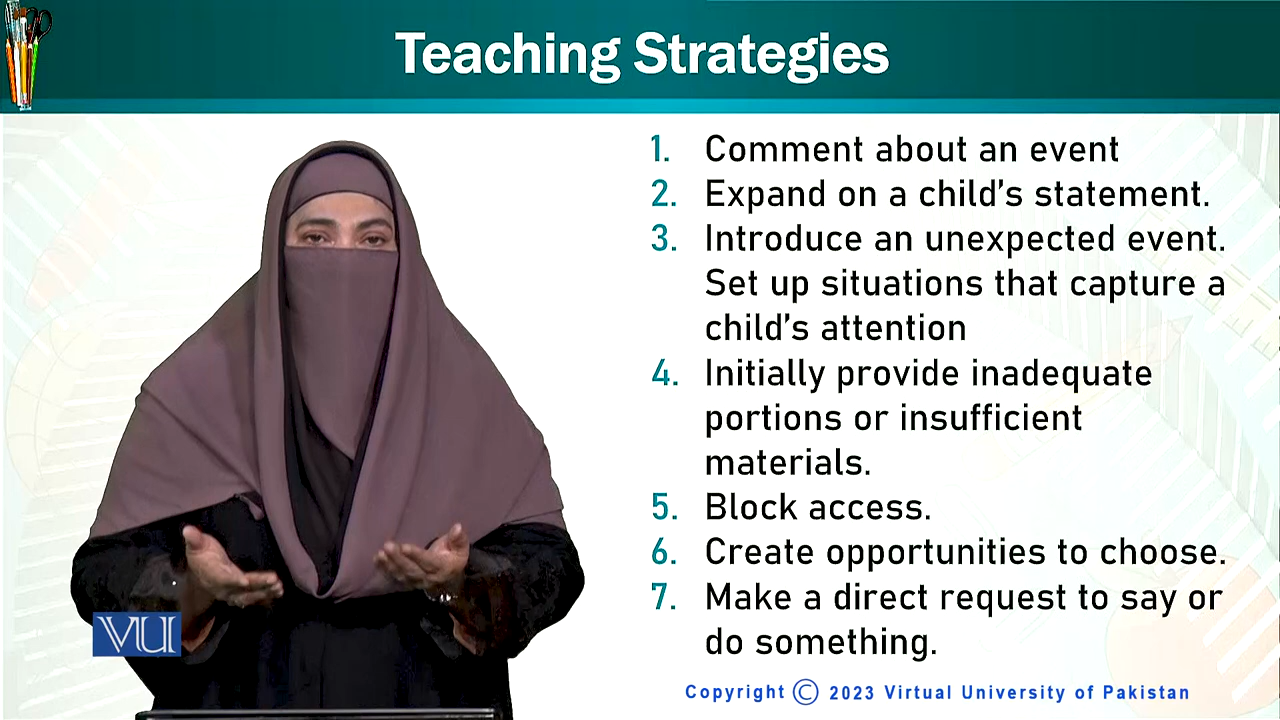 Teaching Strategies
1. Comment about an event
2. Expand on a child's statement.
3. Introduce an unexpected event.
Set up situations that capture a
child's attention
4. Initially provide inadequate
portions or insufficient
materials.
5. Block access.
6. Create opportunities to choose.
7. Make a direct request to say or
do something.
VU
Copyright © 2023 Virtual University of Pakistan